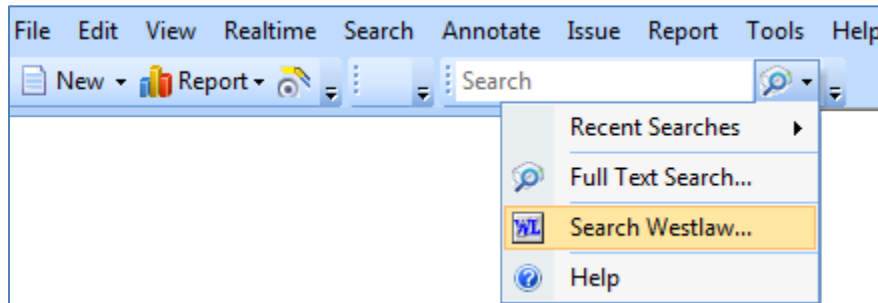 File Edit View Realtime Search Annotate Issue Report Tools Help
New Report Search
Recent Searches
Full Text Search...
WL Search Westlaw...
Help